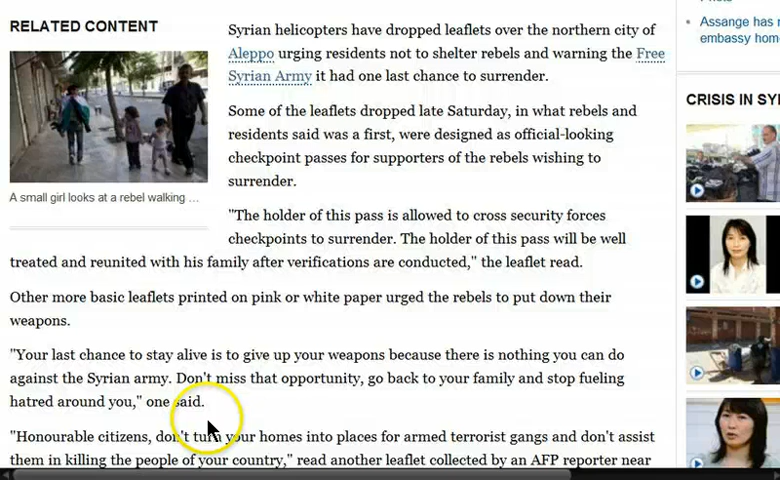 RELATED CONTENT
A small girl looks at a rebel walking ...
Syrian helicopters have dropped leaflets over the northern city of
Aleppo urging residents not to shelter rebels and warning the Free
Syrian Army it had one last chance to surrender.
Some of the leaflets dropped late Saturday, in what rebels and
residents said was a first, were designed as official-looking
checkpoint passes for supporters of the rebels wishing to
surrender.
"The holder of this pass is allowed to cross security forces
checkpoints to surrender. The holder of this pass will be well
treated and reunited with his family after verifications are conducted," the leaflet read.
Other more basic leaflets printed on pink or white paper urged the rebels to put down their
weapons.
"Your last chance to stay alive is to give up your weapons because there is nothing you can do
against the Syrian army. Don't miss that opportunity, go back to your family and stop fueling
hatred around you," one said.
"Honourable citizens, don't turn your homes into places for armed terrorist gangs and don't assist
them in killing the people of your country," read another leaflet collected by an AFP reporter near
Assange has
embassy
CRISIS IN